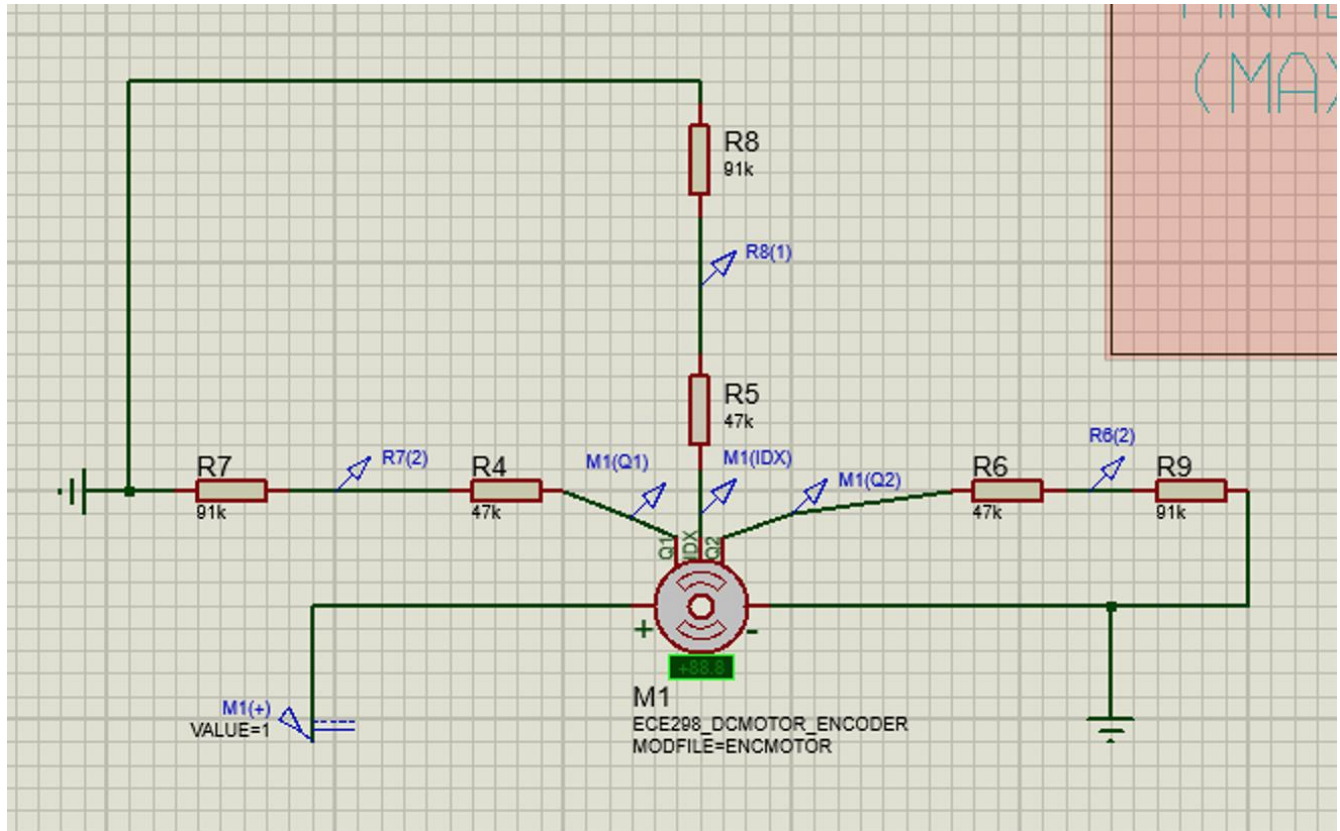 (MA
R8
91k
R8(1)
R5
47k
R7
91k
R7(2)
R4
47k
M1(Q1)
M1(IDX)
M1(Q2)
R6
47k
R6(2)
R9
91k
Q1
IDX
Q2
+
-
+88.8
M1(+)
VALUE=1
M1
ECE298_DCMOTOR_ENCODER
MODFILE=ENCMOTOR